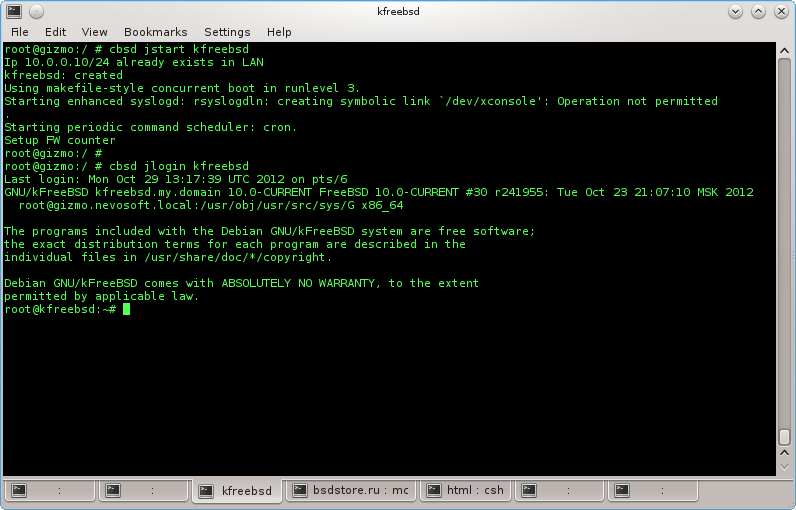 kfreebsd
File Edit View Bookmarks Settings Help
root@gizmo:/ # cbsd jstart kfreebsd
Ip 10.0.0.10/24 already exists in LAN
kfreebsd: created
Using makefile-style concurrent boot in runlevel 3.
Starting enhanced syslogd: rsyslogdln: creating symbolic link `/dev/xconsole': Operation not permitted
.
Starting periodic command scheduler: cron.
Setup FW counter
root@gizmo:/ #
root@gizmo:/ # cbsd jlogin kfreebsd
Last login: Mon Oct 29 13:17:39 UTC 2012 on pts/6
GNU/kFreeBSD kfreebsd.my.domain 10.0-CURRENT FreeBSD 10.0-CURRENT #30 r241955: Tue Oct 23 21:07:10 MSK 2012
root@gizmo.nevosoft.local:/usr/obj/usr/src/sys/G x86_64
The programs included with the Debian GNU/kFreeBSD system are free software;
the exact distribution terms for each program are described in the
individual files in /usr/share/doc/*/copyright.
Debian GNU/kFreeBSD comes with ABSOLUTELY NO WARRANTY, to the extent
permitted by applicable law.
root@kfreebsd:~#
: : kfreebsd bsdstore.ru : mc html : csh : :